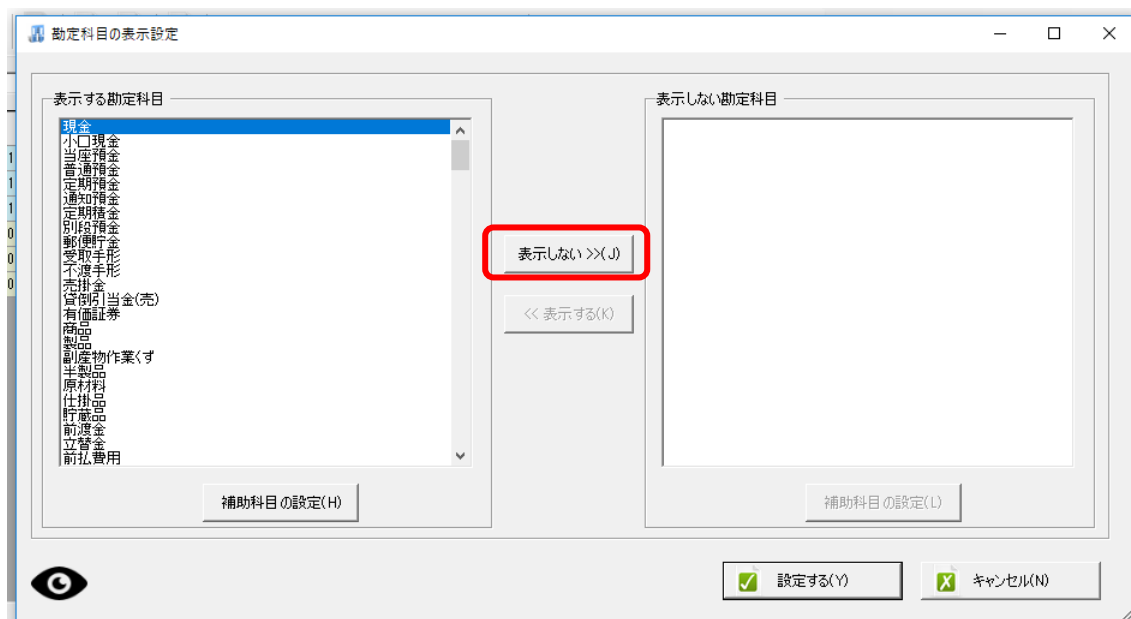 勘定科目の表示設定
表示する勘定科目
現金
小口現金
当座預金
普通預金
定期預金
通知預金
定期積金
別段預金
郵便貯金
受取手形
不渡手形
売掛金
貸倒引当金(売)
有価証券
商品
製品
副産物作業くず
半製品
原材料
仕掛品
貯蔵品
前渡金
立替金
前払費用
補助科目の設定(H)
表示しない >>(J)
<< 表示する(K)
表示しない勘定科目
補助科目の設定(L)
設定する(Y)
キャンセル(N)
1
1
1
0
0
0